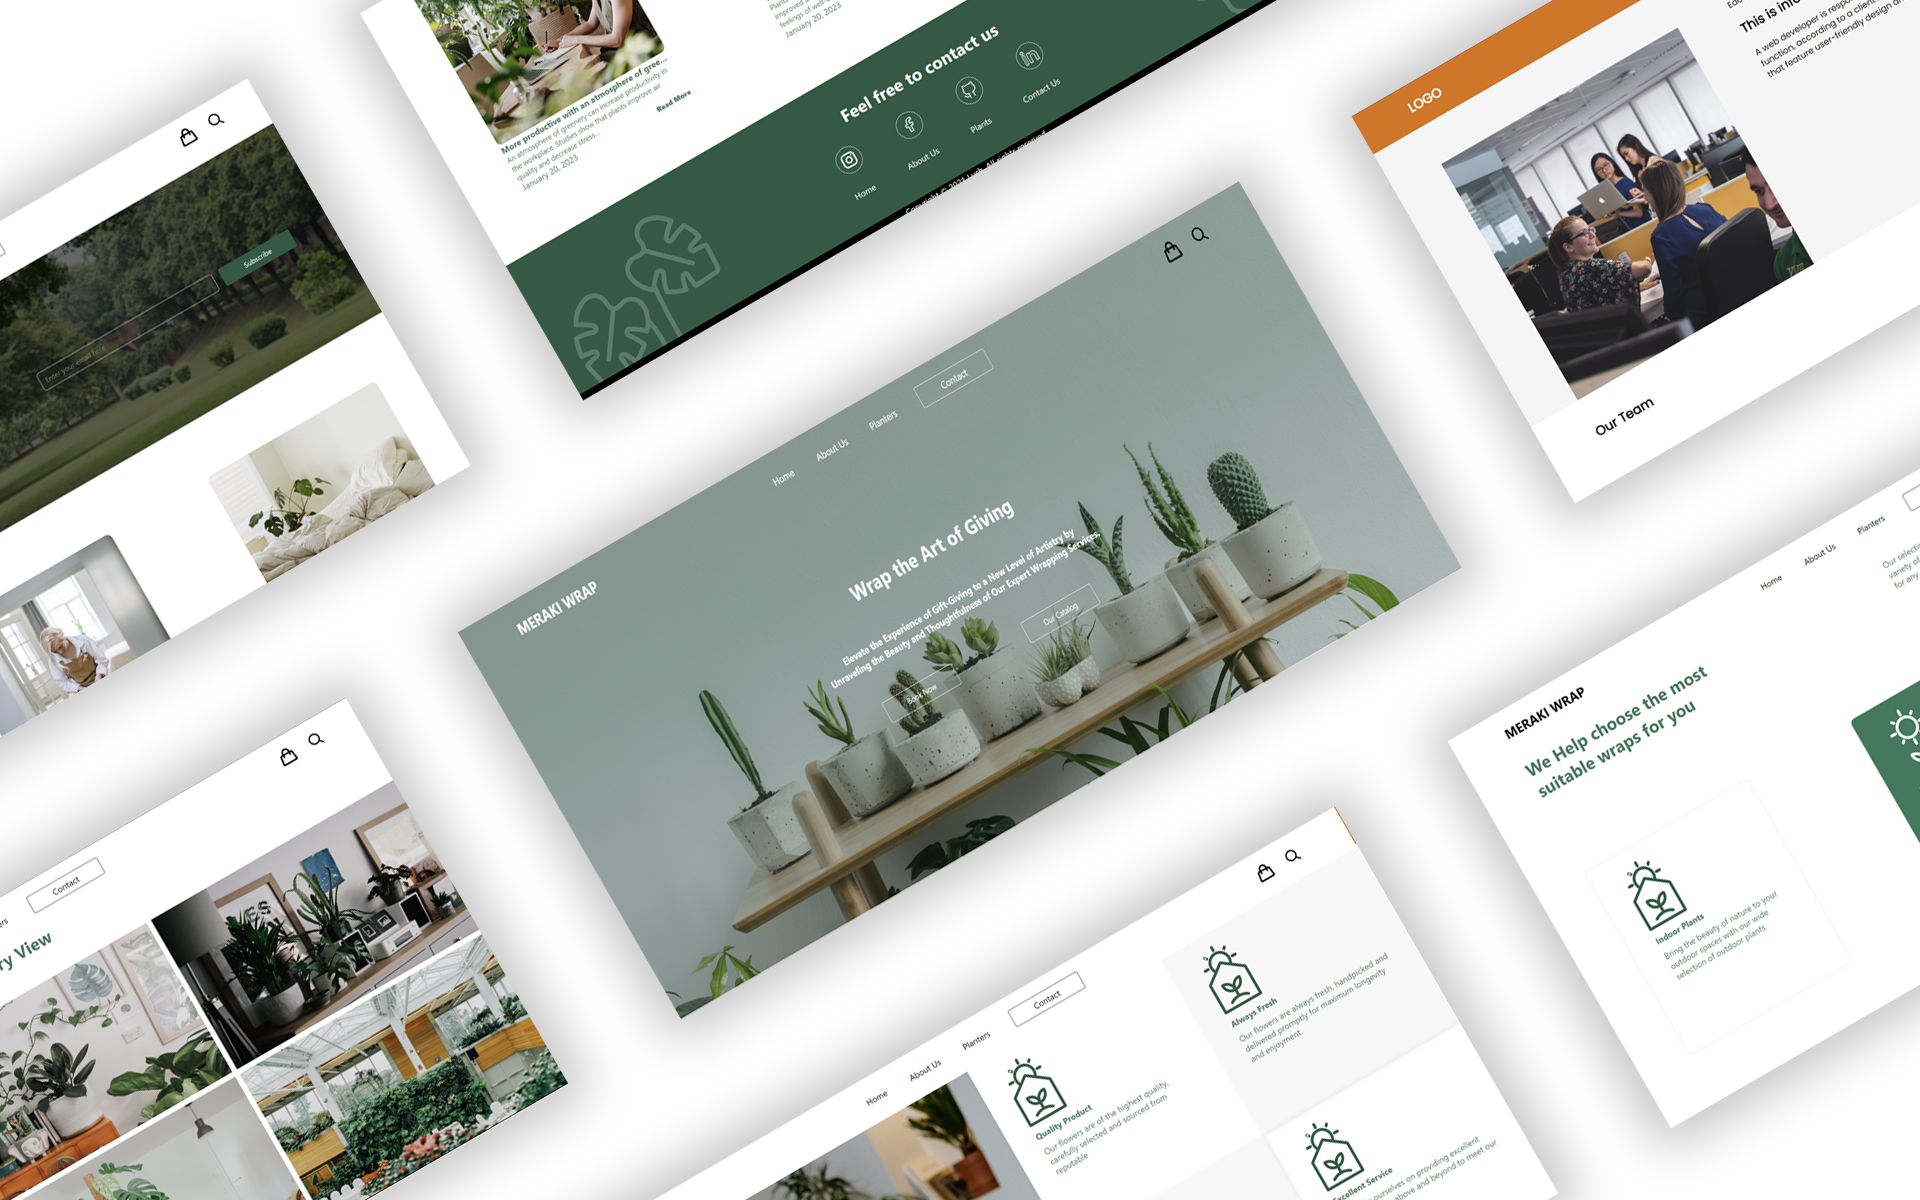 Subscribe
Enter your email here
More productive with an atmosphere of gree...
An atmosphere of greenery can increase productivity in
the workplace. Studies show that plants improve air
quality and decrease stress...
January 20, 2023
Read More
improved
feelings of well-
January 20, 2023
Feel free to contact us
Home
About Us
Plants
Contact Us
Copyright © 2021 All rights reserved
LOGO
This is
A web developer is
function, according to a client
that feature user-friendly design
Our Team
Home
About Us
Planters
Contact
MERAKI WRAP
Wrap the Art of Giving
Elevate the Experience of Gift-Giving to a New Level of Artistry by
Unraveling the Beauty and Thoughtfulness of Our Expert Wrapping Services.
Book Now
Our Catalog
Contact
ry View
Home
About Us
Planters
Our
variety of
for any
MERAKI WRAP
We Help choose the most
suitable wraps for you
Indoor Plants
Bring the beauty of nature to your
outdoor spaces with our wide
selection of outdoor plants
Home
About Us
Planters
Contact
Quality Product
Our flowers are of the highest quality,
carefully selected and sourced from
reputable
Always Fresh
Our flowers are always fresh, handpicked and
delivered promptly for maximum longevity
and enjoyment.
Excellent Service
ourselves on providing excellent
above and beyond to meet our